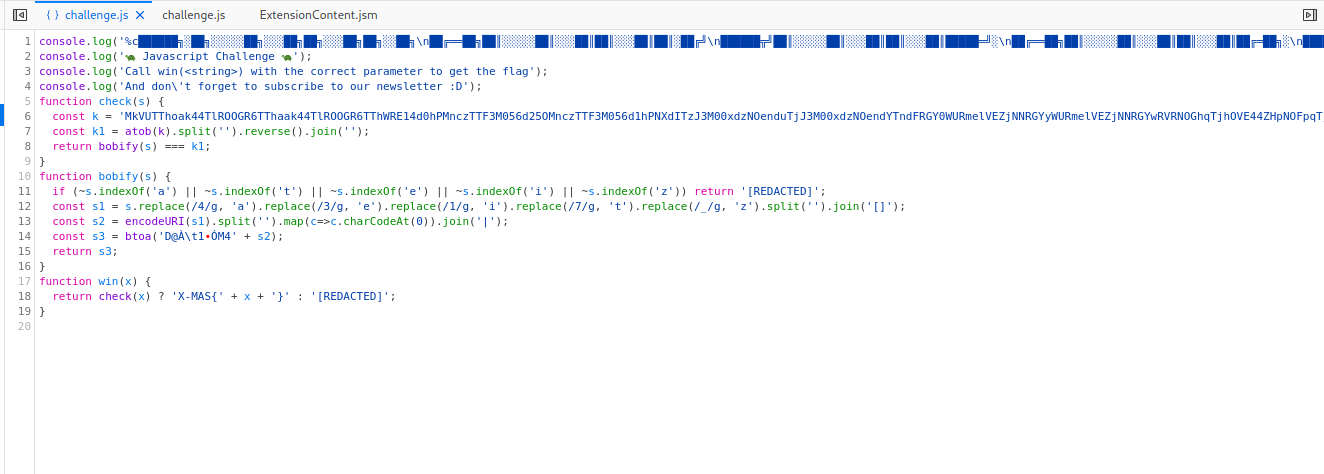 { } challenge.js × challenge.js ExtensionContent.jsm
1 console.log('%c██████╗░██╗░░░░░██╗░░░██╗██╗░░░██╗██╗░░██╗\n██╔══██╗██║░░░░░██║░░░██║██║░░░██║██║░██╔╝\n██████╦╝██║░░░░░██║░░░██║██║░░░██║█████═╝░\n██╔══██╗██║░░░░░██║░░░██║██║░░░██║██╔═██╗░\n███
2 console.log('🐢 Javascript Challenge 🐢');
3 console.log('Call win(<string>) with the correct parameter to get the flag');
4 console.log('And don\'t forget to subscribe to our newsletter :D');
5 function check(s) {
6 const k = 'MkVUTThoak44TlROOGR6TThaak44TlROOGR6TThWRE14d0hPMnczTTF3M056d25OMnczTTF3M056d1hPNXdITzJ3M00xdzNOenduTjJ3M00xdzNOendYTndFRGY0WURmelVEZjNNRGYyWURmelVEZjNNRGYwRVRNOGhqTjhOVE44ZHpNOFpqT
7 const k1 = atob(k).split('').reverse().join('');
8 return bobify(s) === k1;
9 }
10 function bobify(s) {
11 if (~s.indexOf('a') || ~s.indexOf('t') || ~s.indexOf('e') || ~s.indexOf('i') || ~s.indexOf('z')) return '[REDACTED]';
12 const s1 = s.replace(/4/g, 'a').replace(/3/g, 'e').replace(/1/g, 'i').replace(/7/g, 't').replace(/_/g, 'z').split('').join('[]');
13 const s2 = encodeURI(s1).split('').map(c=>c.charCodeAt(0)).join('|');
14 const s3 = btoa('D@À\t1•ÓM4' + s2);
15 return s3;
16 }
17 function win(x) {
18 return check(x) ? 'X-MAS{' + x + '}' : '[REDACTED]';
19 }
20